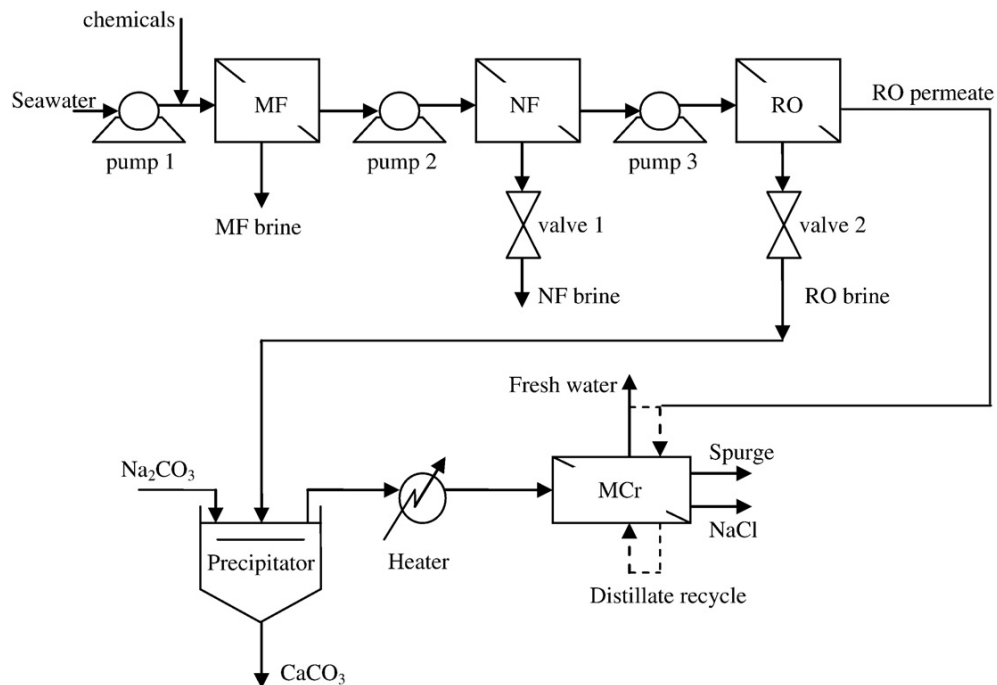 chemicals
Seawater
MF
NF
RO
RO permeate
pump 1
pump 2
pump 3
MF brine
valve 1
valve 2
NF brine
RO brine
Fresh water
Na₂CO₃
MCr
Spurge
NaCl
Precipitator
Heater
Distillate recycle
CaCO₃